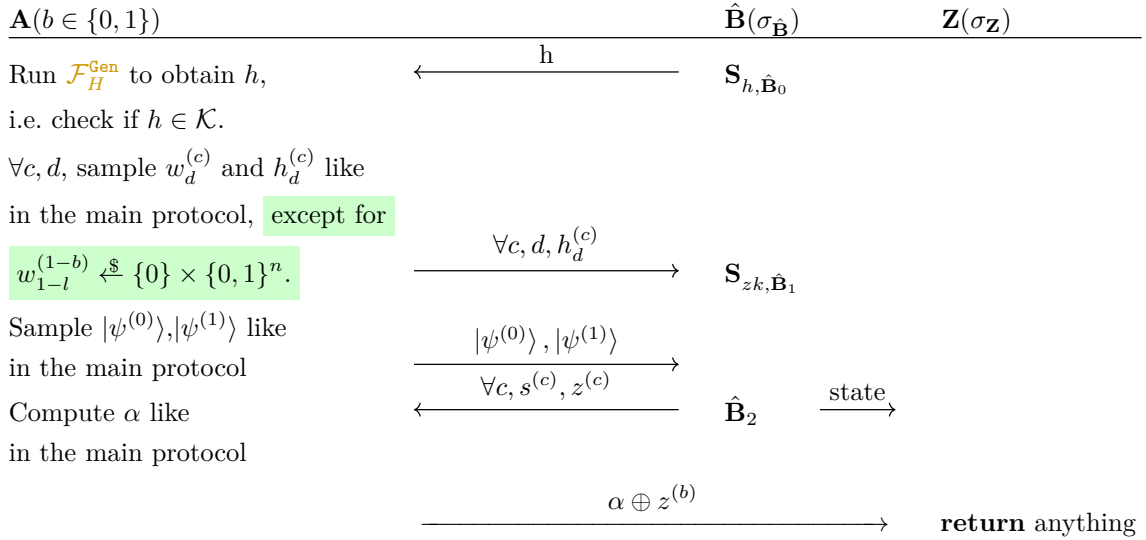 A(b ∈ {0, 1}) B̂(σ_B̂) Z(σ_Z)
Run F_H^Gen to obtain h, h S_{h,B̂_0}
i.e. check if h ∈ K.
∀c, d, sample w_d^{(c)} and h_d^{(c)} like
in the main protocol, except for
w_{1−l}^{(1−b)} ↞$ {0} × {0, 1}^n. ∀c, d, h_d^{(c)} S_{zk,B̂_1}
Sample |ψ^{(0)}⟩,|ψ^{(1)}⟩ like
in the main protocol |ψ^{(0)}⟩ , |ψ^{(1)}⟩
Compute α like ∀c, s^{(c)}, z^{(c)} B̂_2 state
in the main protocol
α ⊕ z^{(b)} return anything